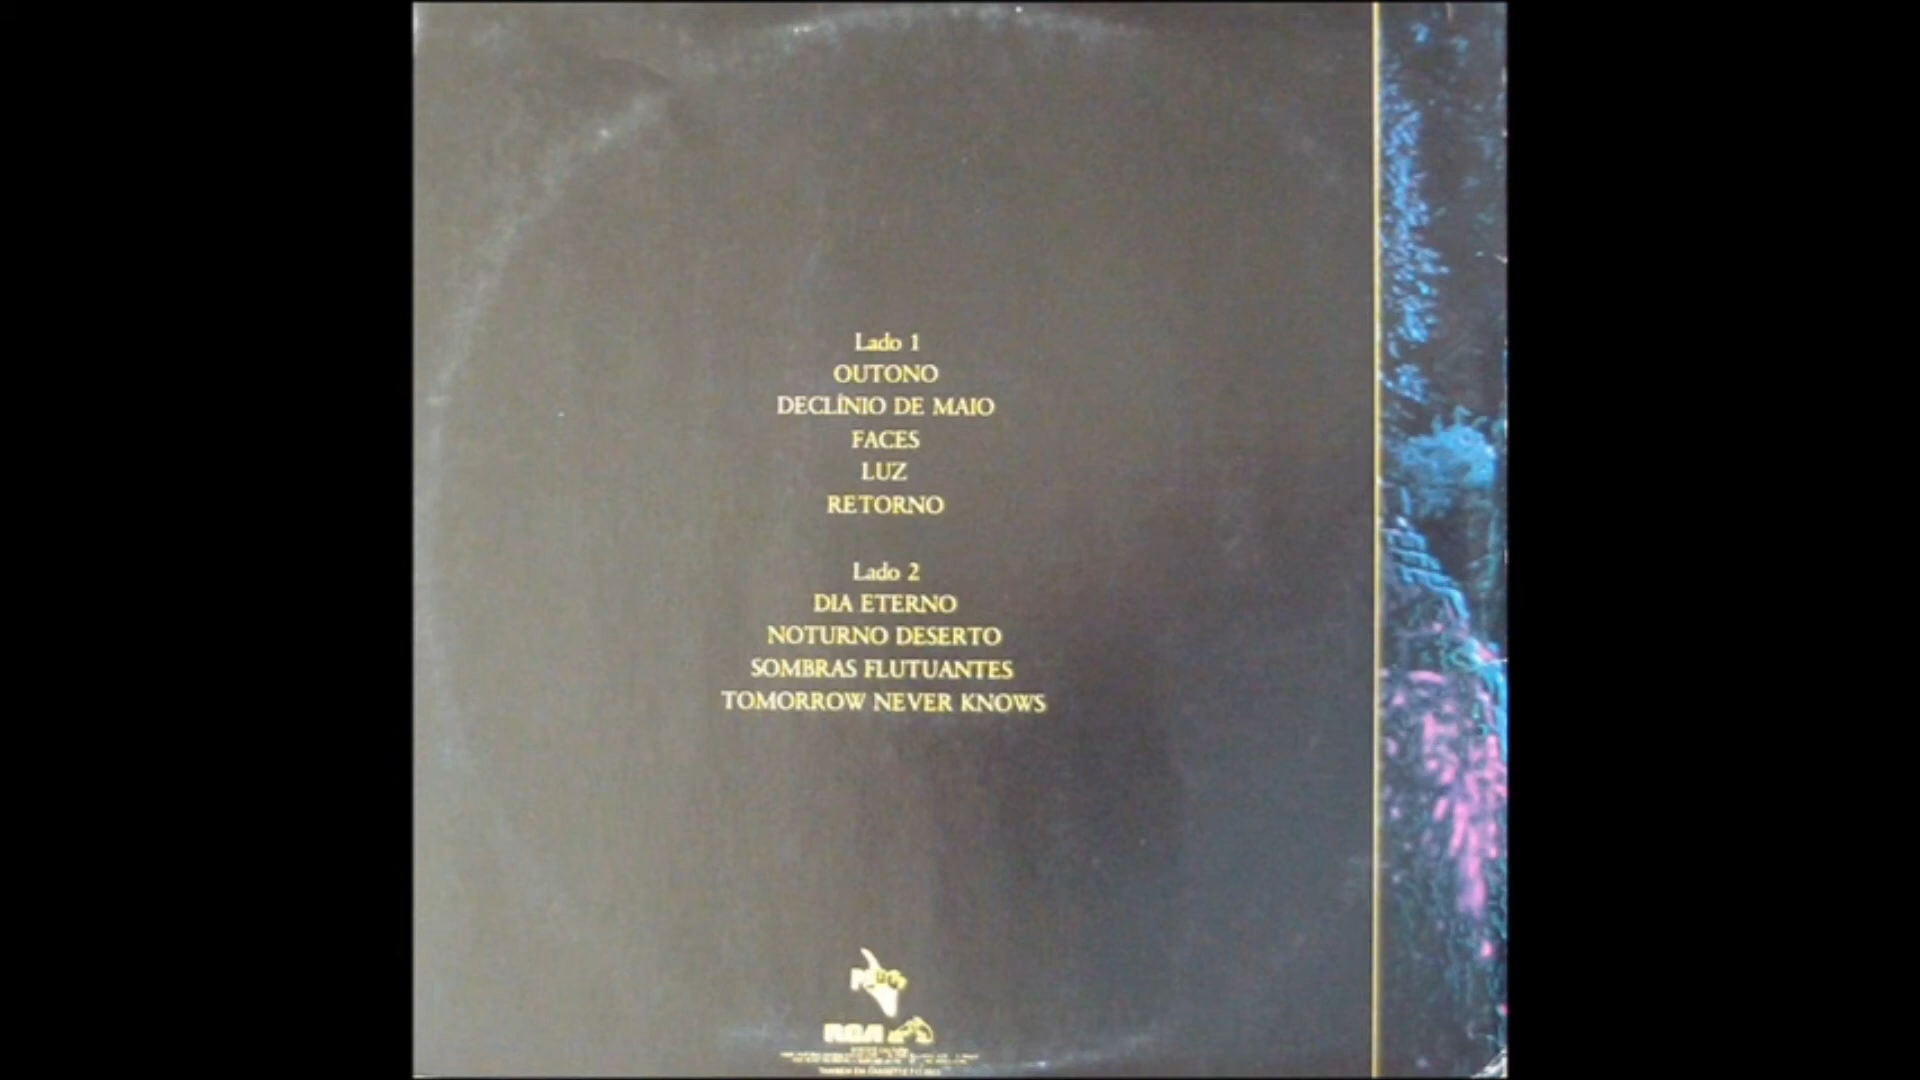 Lado 1
OUTONO
DECLÍNIO DE MAIO
FACES
LUZ
RETORNO
Lado 2
DIA ETERNO
NOTURNO DESERTO
SOMBRAS FLUTUANTES
TOMORROW NEVER KNOWS
PLUG
RCA